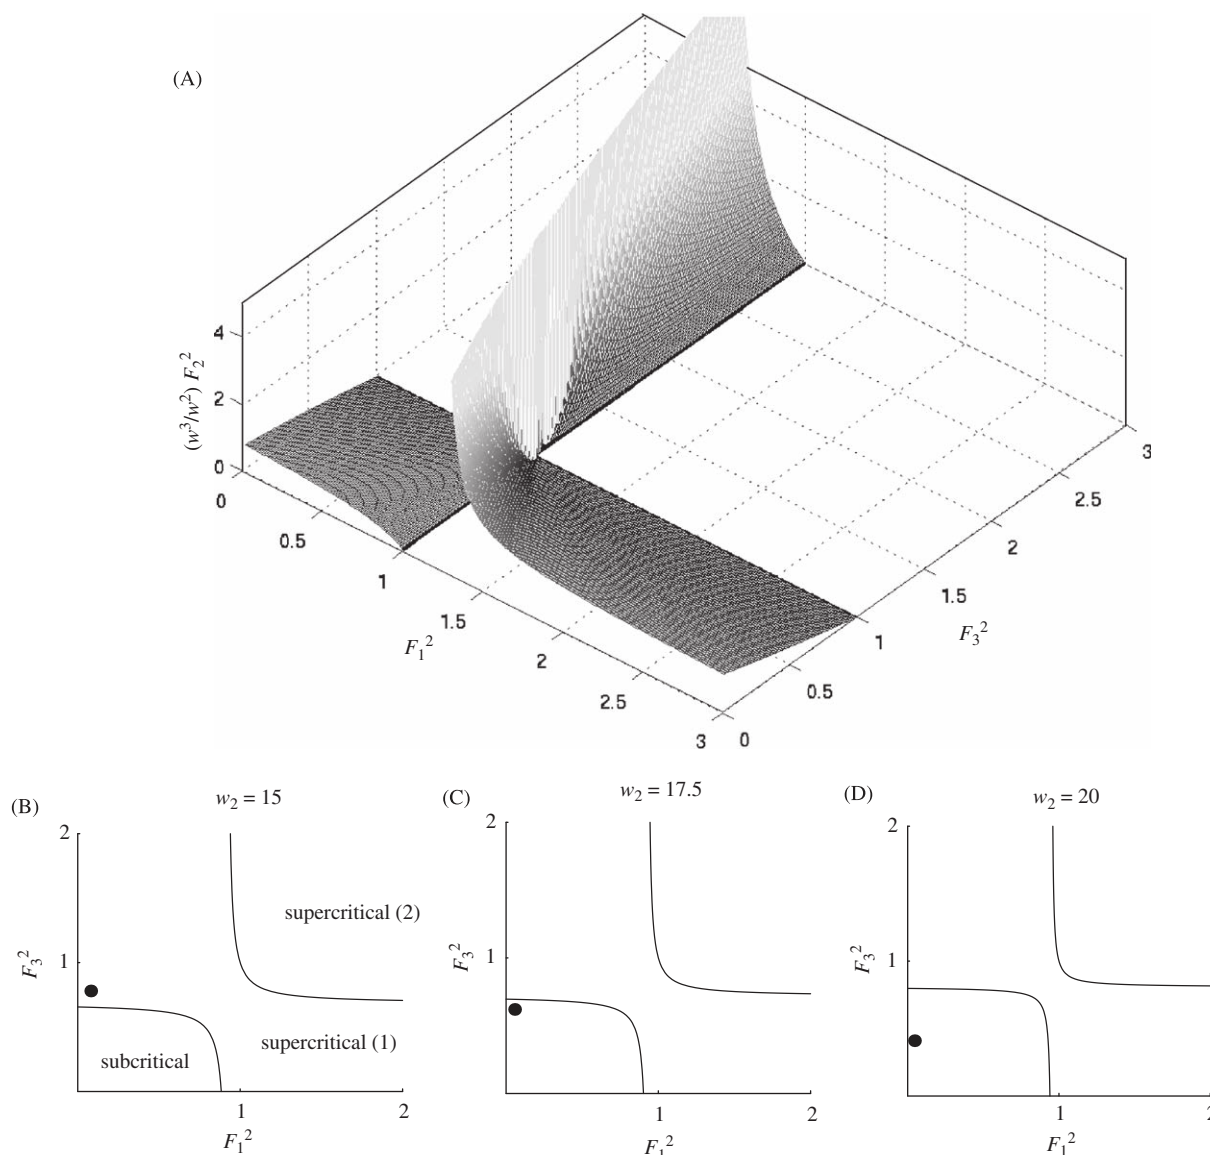 (A)
(w³/w²) F₂²
4
2
0
0
0.5
1
1.5
2
2.5
3
F₁²
0
0.5
1
1.5
2
2.5
3
F₃²
(B)
w₂ = 15
2
1
F₃²
supercritical (2)
supercritical (1)
subcritical
1
2
F₁²
(C)
w₂ = 17.5
2
1
F₃²
1
2
F₁²
(D)
w₂ = 20
2
1
F₃²
1
2
F₁²